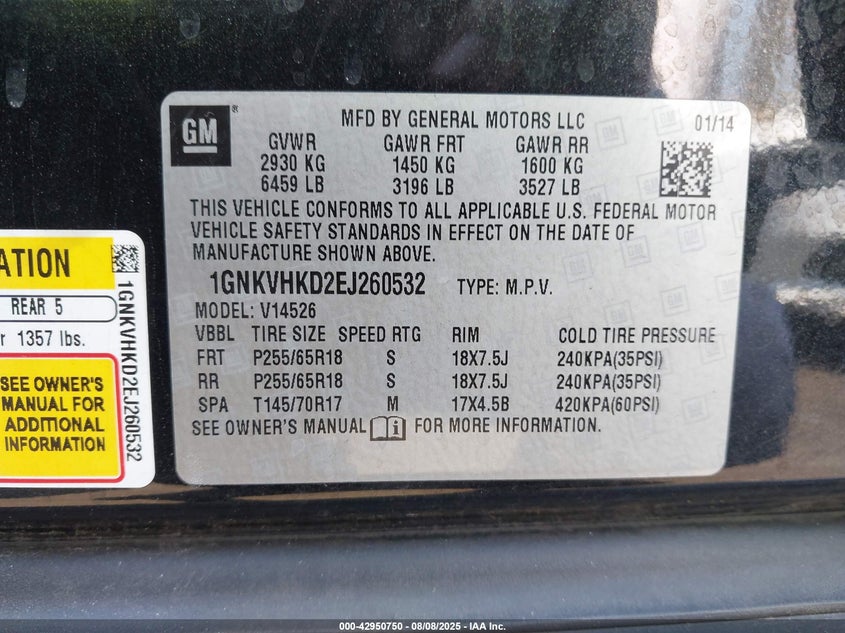 GM ®
MFD BY GENERAL MOTORS LLC
01/14
GVWR GAWR FRT GAWR RR
2930 KG 1450 KG 1600 KG
6459 LB 3196 LB 3527 LB
THIS VEHICLE CONFORMS TO ALL APPLICABLE U.S. FEDERAL MOTOR
VEHICLE SAFETY STANDARDS IN EFFECT ON THE DATE OF
MANUFACTURE SHOWN ABOVE.
1GNKVHKD2EJ260532 TYPE: M.P.V.
MODEL: V14526
VBBL TIRE SIZE SPEED RTG RIM COLD TIRE PRESSURE
FRT P255/65R18 S 18X7.5J 240KPA(35PSI)
RR P255/65R18 S 18X7.5J 240KPA(35PSI)
SPA T145/70R17 M 17X4.5B 420KPA(60PSI)
SEE OWNER'S MANUAL i FOR MORE INFORMATION.
REAR 5
1357 lbs.
SEE OWNER'S
MANUAL FOR
ADDITIONAL
INFORMATION
1GNKVHKD2EJ260532
000-42950750 - 08/08/2025 - IAA Inc.